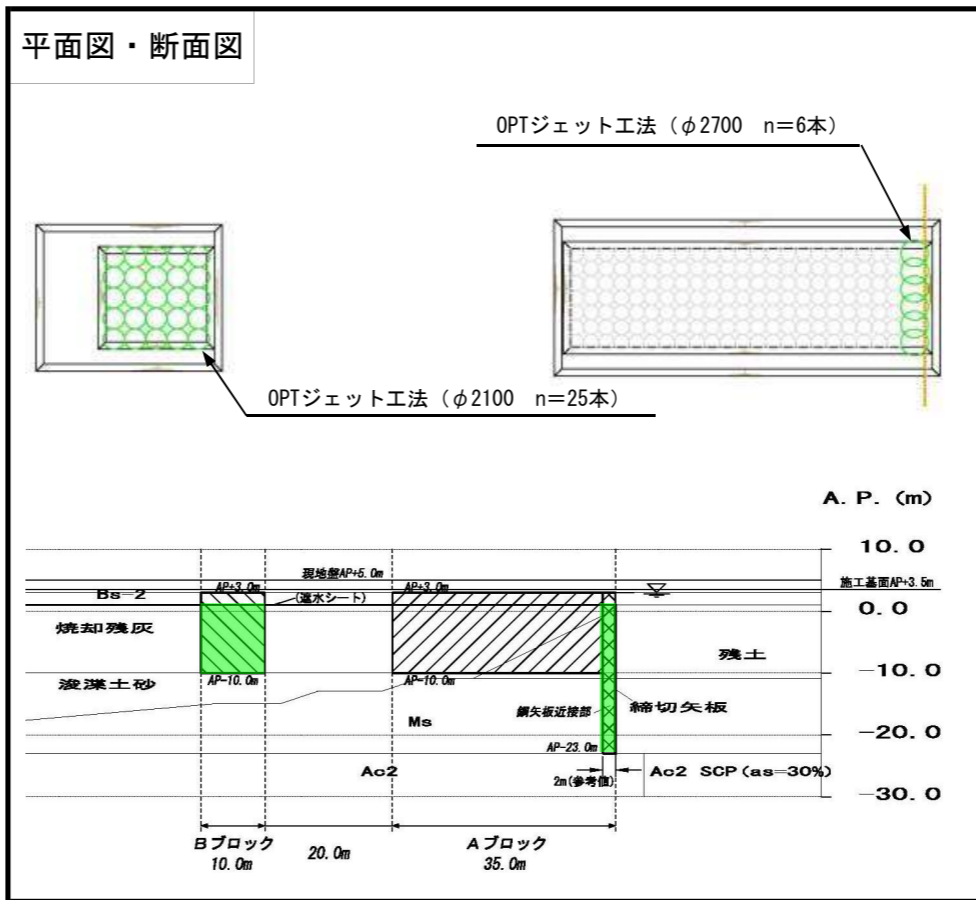 平面図・断面図
OPTジェット工法（φ2700　n＝6本）
OPTジェット工法（φ2100　n＝25本）
A. P. (m)
10.0
現地盤AP+5.0m
施工基面AP+3.5m
AP+3.0m
AP+3.0m
Bs-2
(遮水シート)
0.0
焼却残灰
残土
AP-10.0m
AP-10.0m
-10.0
浚渫土砂
鋼矢板近接部
締切矢板
Ms
-20.0
AP-23.0m
Ac2
2m(参考値)
Ac2 SCP(as=30%)
-30.0
Bブロック
10.0m
20.0m
Aブロック
35.0m